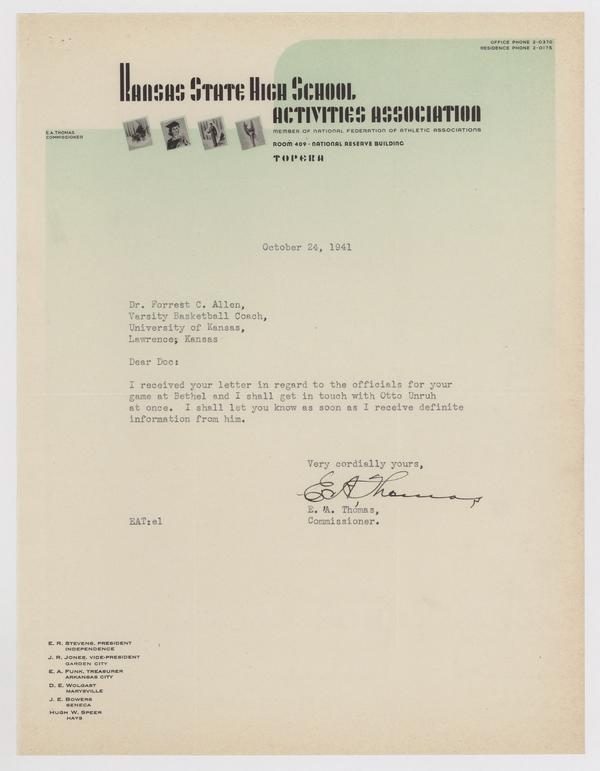 OFFICE PHONE 2-0370
RESIDENCE PHONE 2-0175
KANSAS STATE HIGH SCHOOL
ACTIVITIES ASSOCIATION
MEMBER OF NATIONAL FEDERATION OF ATHLETIC ASSOCIATIONS
E. A. THOMAS
COMMISSIONER
ROOM 409 - NATIONAL RESERVE BUILDING
TOPEKA
October 24, 1941
Dr. Forrest C. Allen,
Varsity Basketball Coach,
University of Kansas,
Lawrence, Kansas
Dear Doc:
I received your letter in regard to the officials for your
game at Bethel and I shall get in touch with Otto Unruh
at once. I shall let you know as soon as I receive definite
information from him.
Very cordially yours,
E A Thomas
E. A. Thomas,
Commissioner.
EAT:el
E. R. STEVENS, PRESIDENT
INDEPENDENCE
J. R. JONES, VICE-PRESIDENT
GARDEN CITY
E. A. FUNK, TREASURER
ARKANSAS CITY
D. E. WOLGAST
MARYSVILLE
J. E. BOWERS
SENECA
HUGH W. SPEER
HAYS